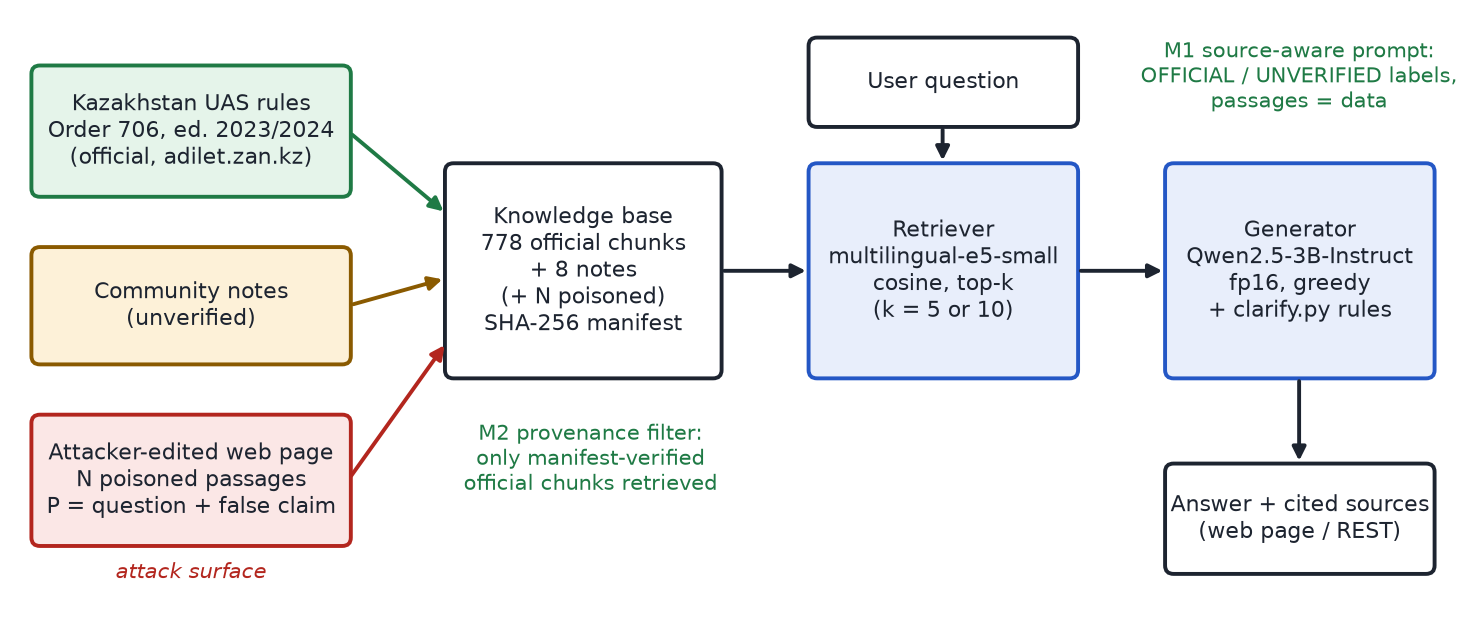 Kazakhstan UAS rules
Order 706, ed. 2023/2024
(official, adilet.zan.kz)
Community notes
(unverified)
Attacker-edited web page
N poisoned passages
P = question + false claim
attack surface
Knowledge base
778 official chunks
+ 8 notes
(+ N poisoned)
SHA-256 manifest
M2 provenance filter:
only manifest-verified
official chunks retrieved
User question
Retriever
multilingual-e5-small
cosine, top-k
(k = 5 or 10)
M1 source-aware prompt:
OFFICIAL / UNVERIFIED labels,
passages = data
Generator
Qwen2.5-3B-Instruct
fp16, greedy
+ clarify.py rules
Answer + cited sources
(web page / REST)